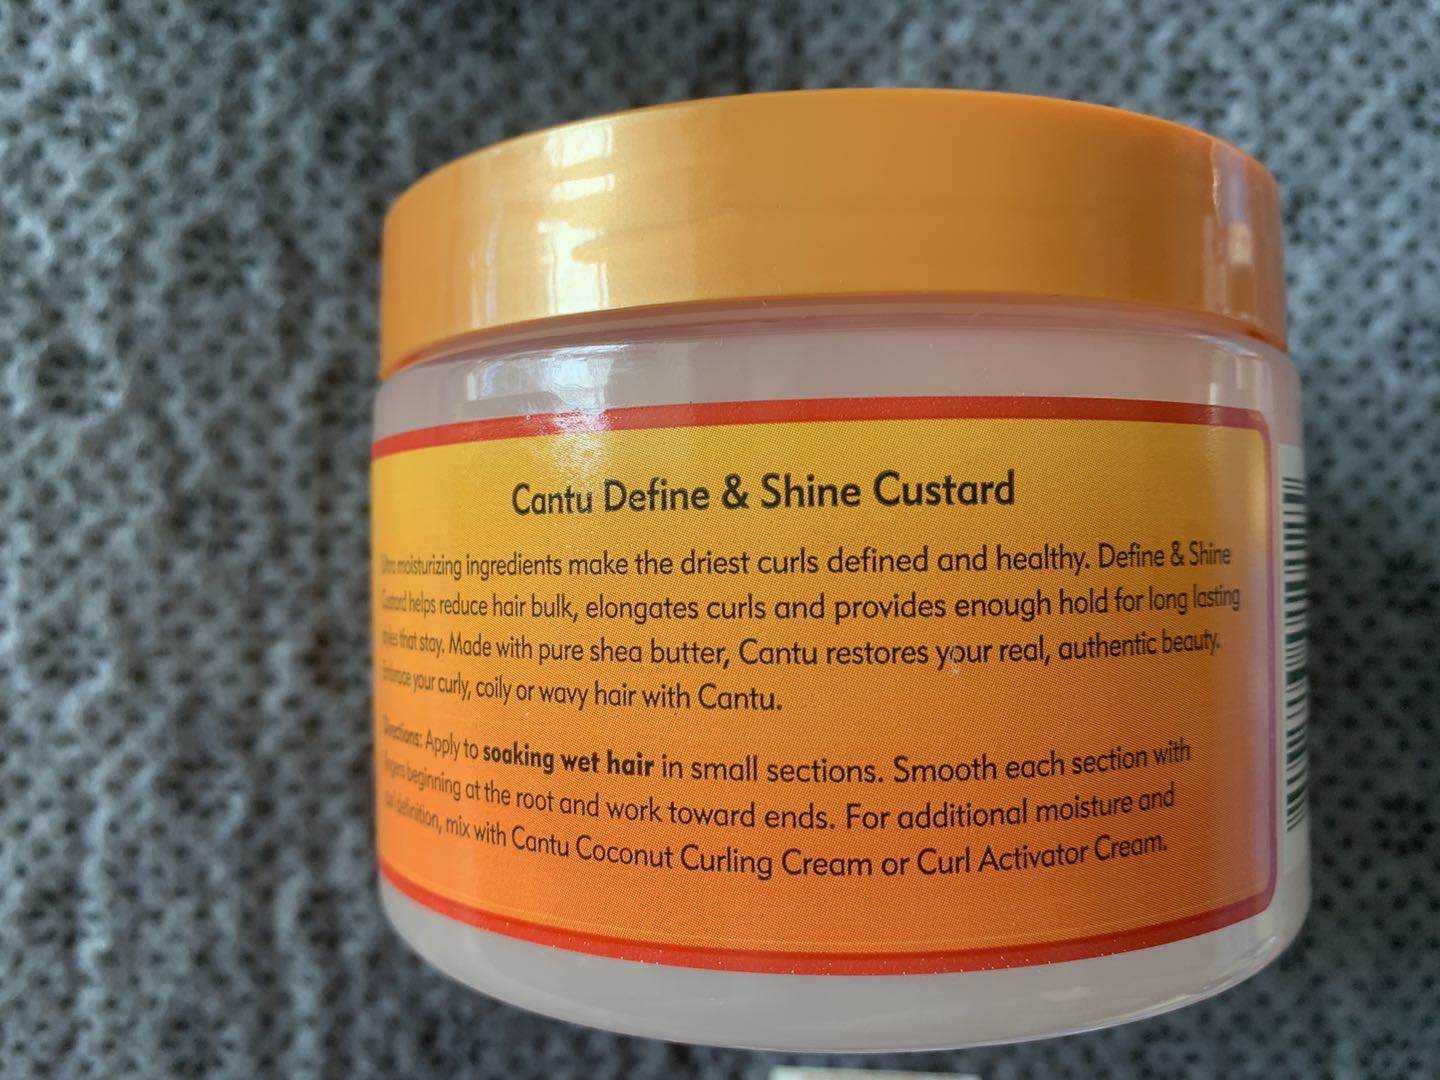 Cantu Define & Shine Custard
Ultra moisturizing ingredients make the driest curls defined and healthy. Define & Shine
Custard helps reduce hair bulk, elongates curls and provides enough hold for long lasting
styles that stay. Made with pure shea butter, Cantu restores your real, authentic beauty.
Embrace your curly, coily or wavy hair with Cantu.
Directions: Apply to soaking wet hair in small sections. Smooth each section with
fingers beginning at the root and work toward ends. For additional moisture and
curl definition, mix with Cantu Coconut Curling Cream or Curl Activator Cream.